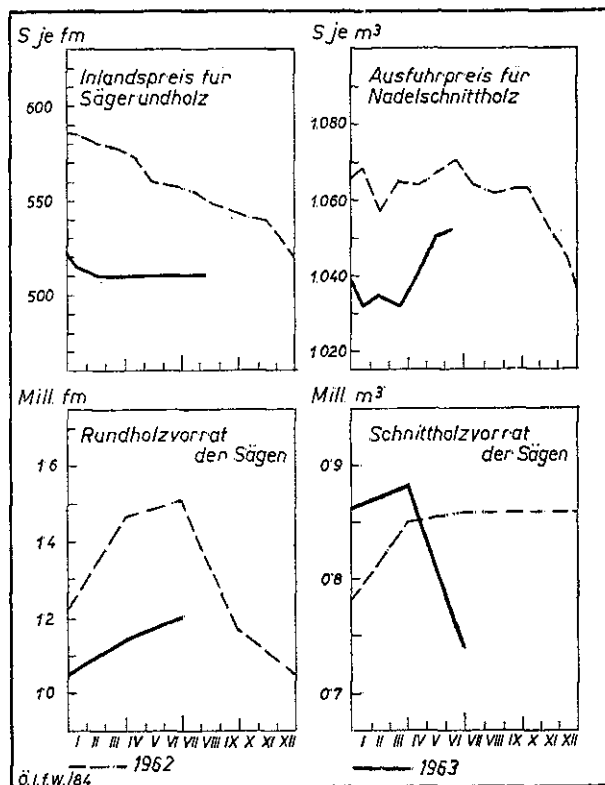 S je fm
Inlandspreis für
Sägerundholz
600
550
500
S je m³
Ausfuhrpreis für
Nadelschnittholz
1.100
1.080
1.060
1.040
1.020
Mill. fm
Rundholzvorrat
der Sägen
1·6
1·4
1·2
1·0
I II III IV V VI VII VIII IX X XI XII
Mill. m³
Schnittholzvorrat
der Sägen
0·9
0·8
0·7
I II III IV V VI VII VIII IX X XI XII
Ö.I.f.W./84
1962
1963